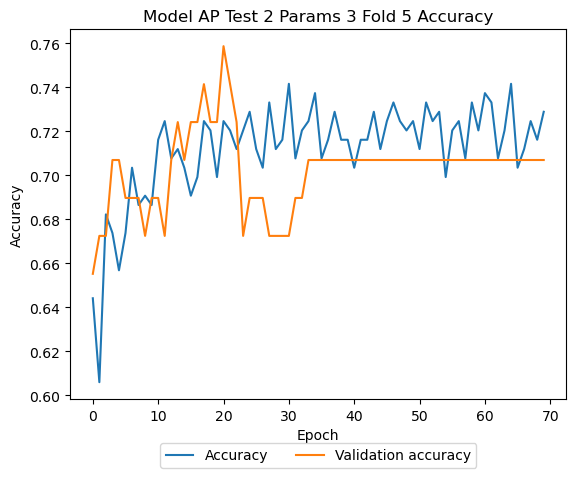 Model AP Test 2 Params 3 Fold 5 Accuracy
0.76
0.74
0.72
0.70
0.68
0.66
0.64
0.62
0.60
Accuracy
0 10 20 30 40 50 60 70
Epoch
Accuracy Validation accuracy